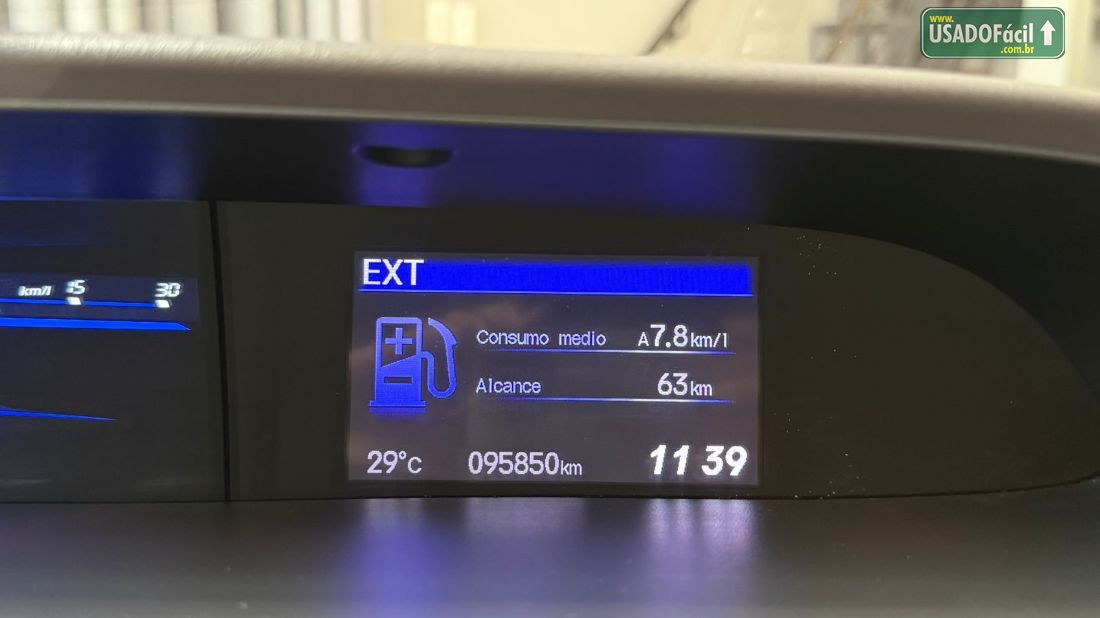 www.
USADOFácil
.com.br
EXT
km/l 15 30
Consumo medio A7.8km/l
Alcance 63km
29°C 095850km 11 39